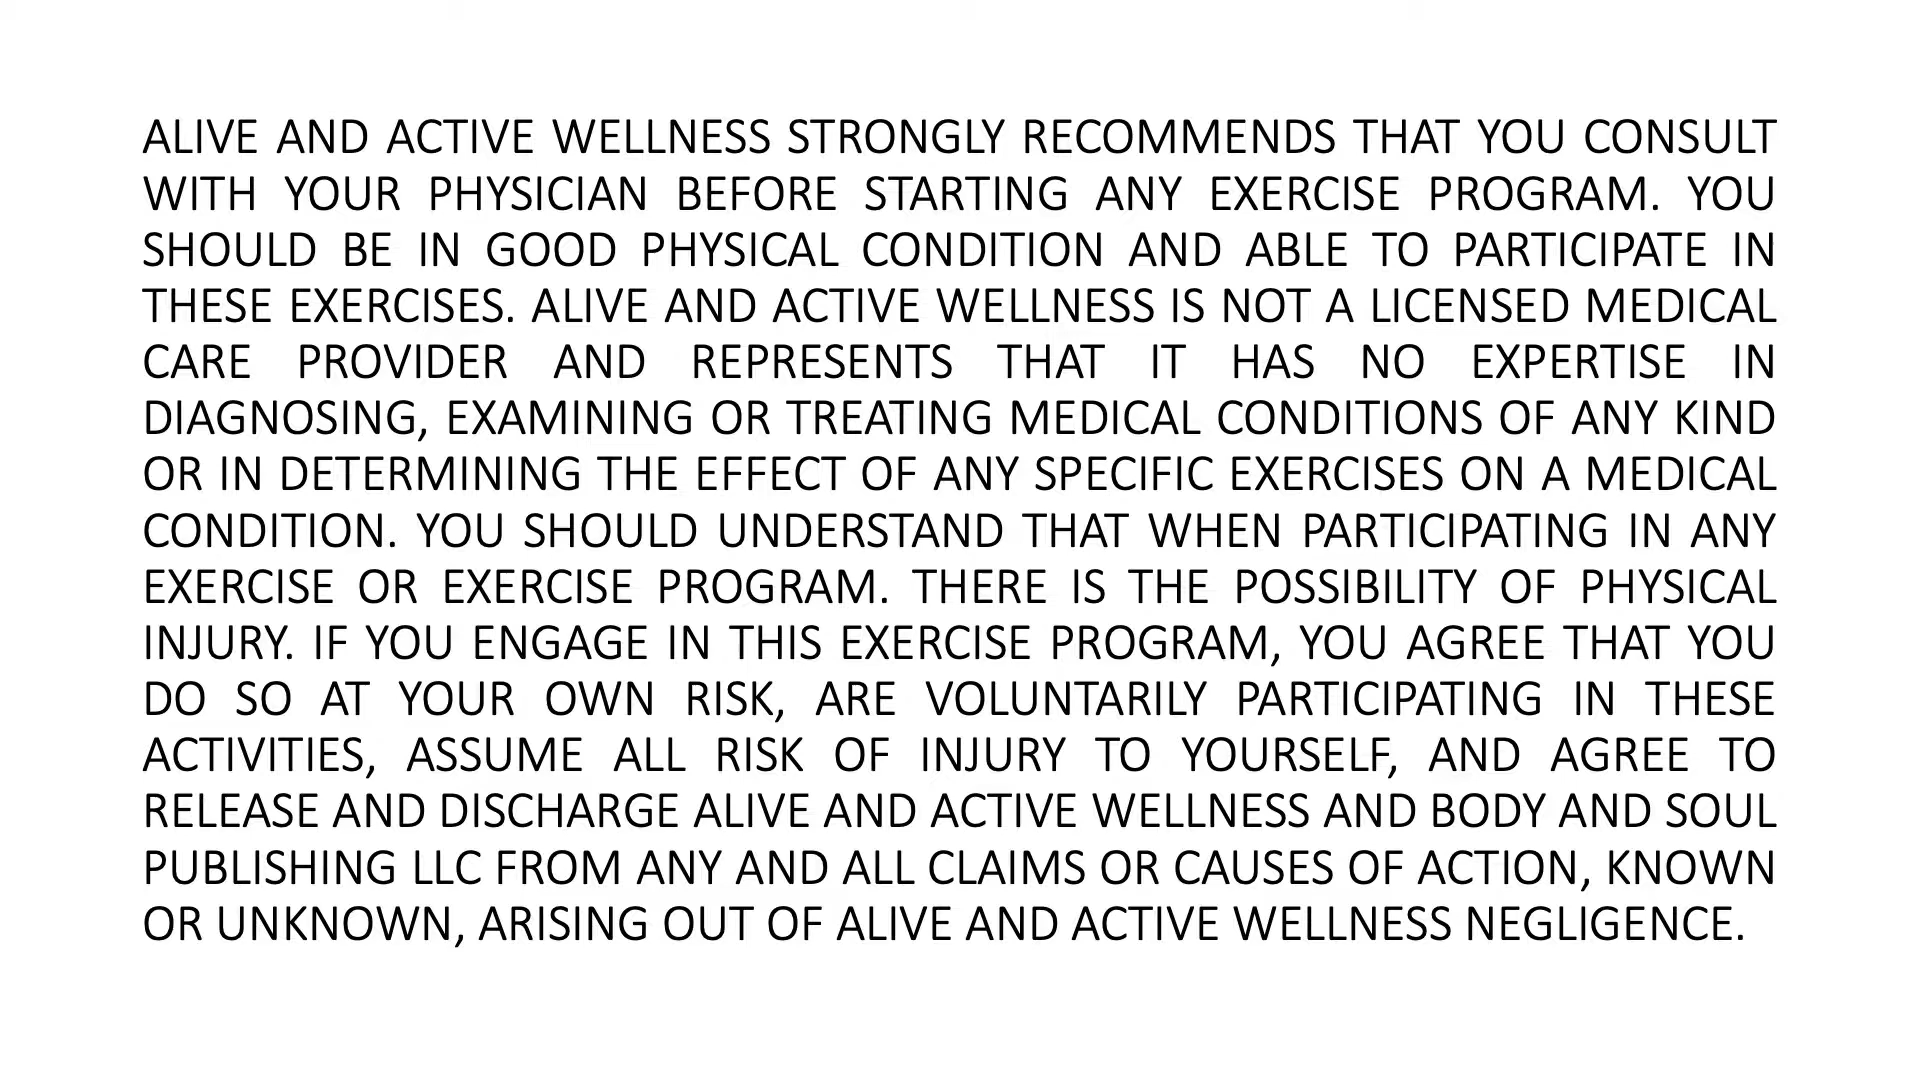 ALIVE AND ACTIVE WELLNESS STRONGLY RECOMMENDS THAT YOU CONSULT
WITH YOUR PHYSICIAN BEFORE STARTING ANY EXERCISE PROGRAM. YOU
SHOULD BE IN GOOD PHYSICAL CONDITION AND ABLE TO PARTICIPATE IN
THESE EXERCISES. ALIVE AND ACTIVE WELLNESS IS NOT A LICENSED MEDICAL
CARE PROVIDER AND REPRESENTS THAT IT HAS NO EXPERTISE IN
DIAGNOSING, EXAMINING OR TREATING MEDICAL CONDITIONS OF ANY KIND
OR IN DETERMINING THE EFFECT OF ANY SPECIFIC EXERCISES ON A MEDICAL
CONDITION. YOU SHOULD UNDERSTAND THAT WHEN PARTICIPATING IN ANY
EXERCISE OR EXERCISE PROGRAM. THERE IS THE POSSIBILITY OF PHYSICAL
INJURY. IF YOU ENGAGE IN THIS EXERCISE PROGRAM, YOU AGREE THAT YOU
DO SO AT YOUR OWN RISK, ARE VOLUNTARILY PARTICIPATING IN THESE
ACTIVITIES, ASSUME ALL RISK OF INJURY TO YOURSELF, AND AGREE TO
RELEASE AND DISCHARGE ALIVE AND ACTIVE WELLNESS AND BODY AND SOUL
PUBLISHING LLC FROM ANY AND ALL CLAIMS OR CAUSES OF ACTION, KNOWN
OR UNKNOWN, ARISING OUT OF ALIVE AND ACTIVE WELLNESS NEGLIGENCE.